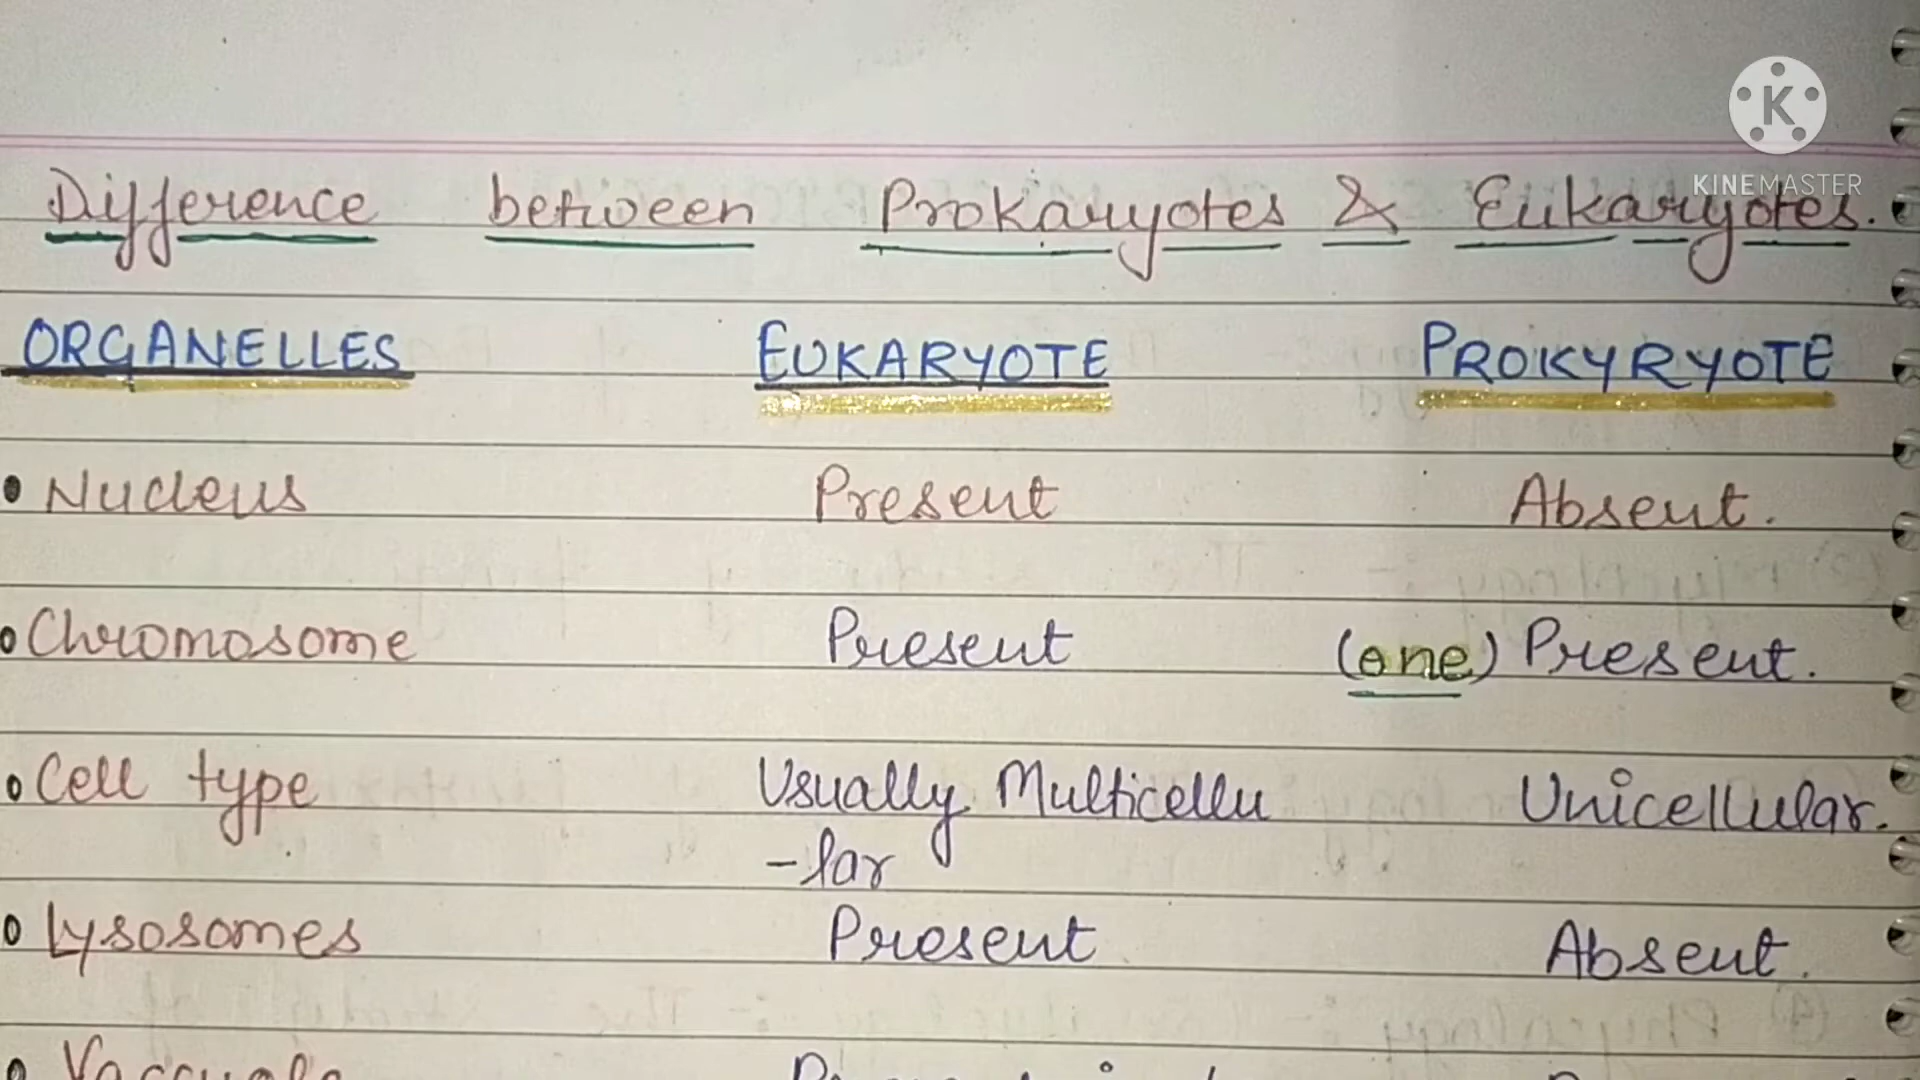 KINEMASTER
Difference between Prokaryotes & Eukaryotes.
ORGANELLES EUKARYOTE PROKYRYOTE
• Nucleus Present Absent.
• Chromosome Present (one) Present.
• Cell type Usually Multicellu Unicellular.
-lar
• Lysosomes Present Absent.